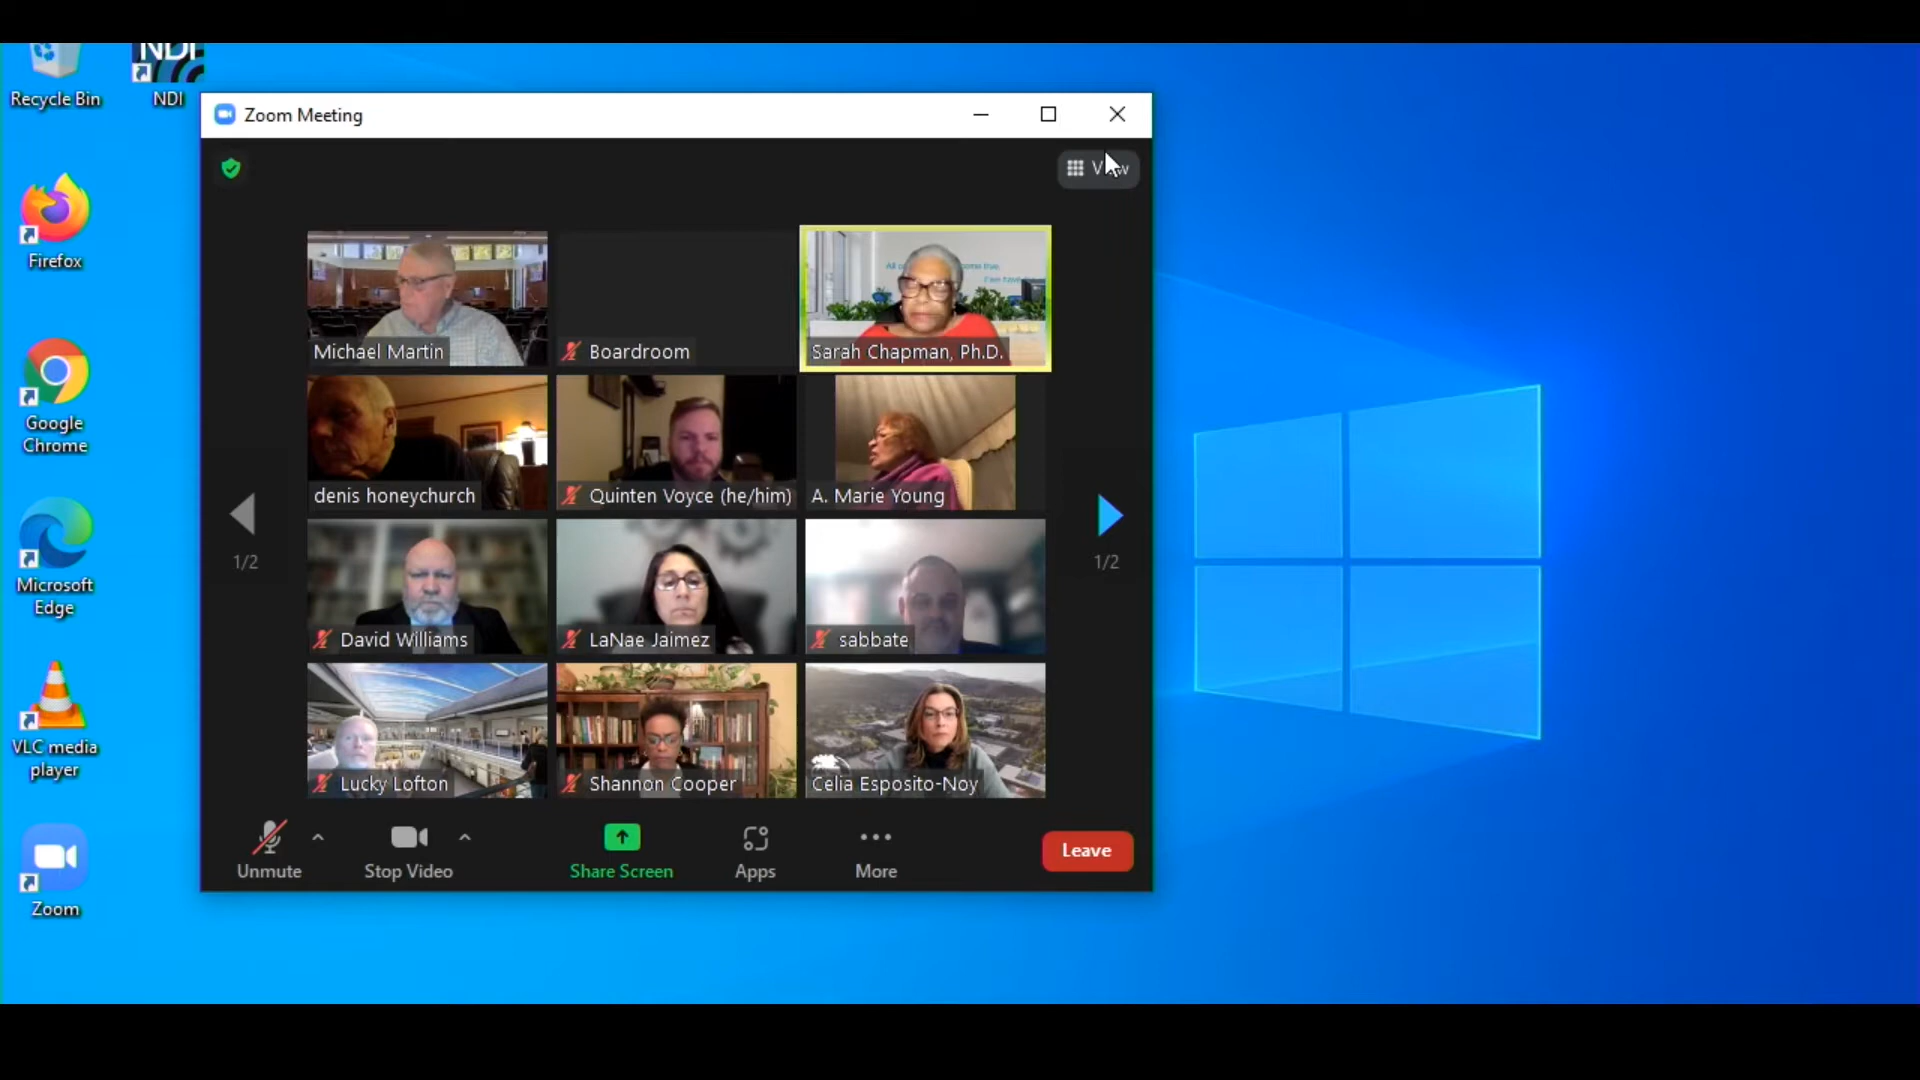 NDI
Recycle Bin
NDI
Zoom Meeting
Firefox
Michael Martin
Boardroom
Sarah Chapman, Ph.D.
Google
Chrome
denis honeychurch
Quinten Voyce (he/him)
A. Marie Young
1/2
1/2
Microsoft
Edge
David Williams
LaNae Jaimez
sabbate
VLC media
player
Lucky Lofton
Shannon Cooper
Celia Esposito-Noy
Unmute
Stop Video
Share Screen
Apps
More
Leave
Zoom